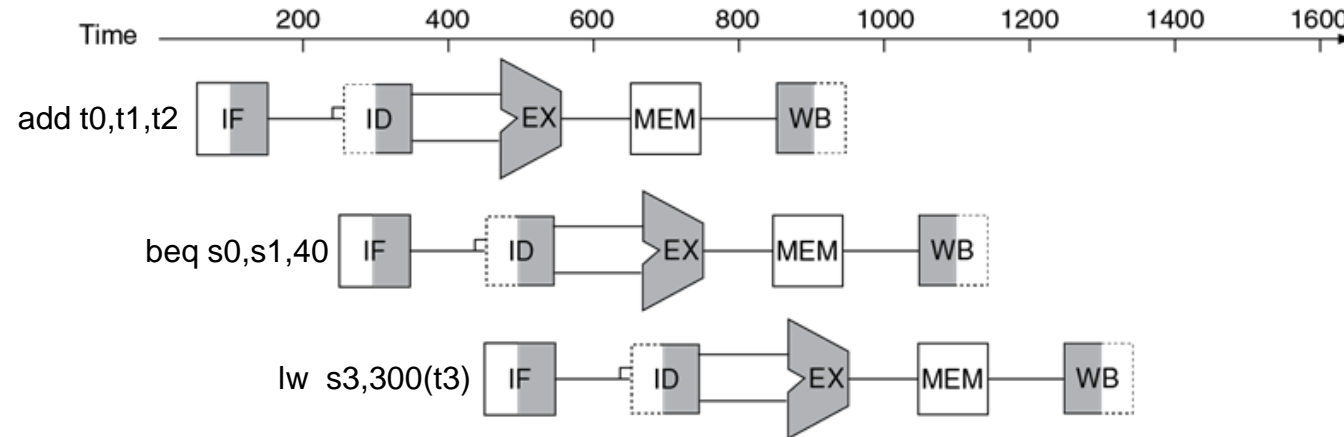 200 400 600 800 1000 1200 1400 1600
Time
add t0,t1,t2 IF ID EX MEM WB
beq s0,s1,40 IF ID EX MEM WB
lw s3,300(t3) IF ID EX MEM WB